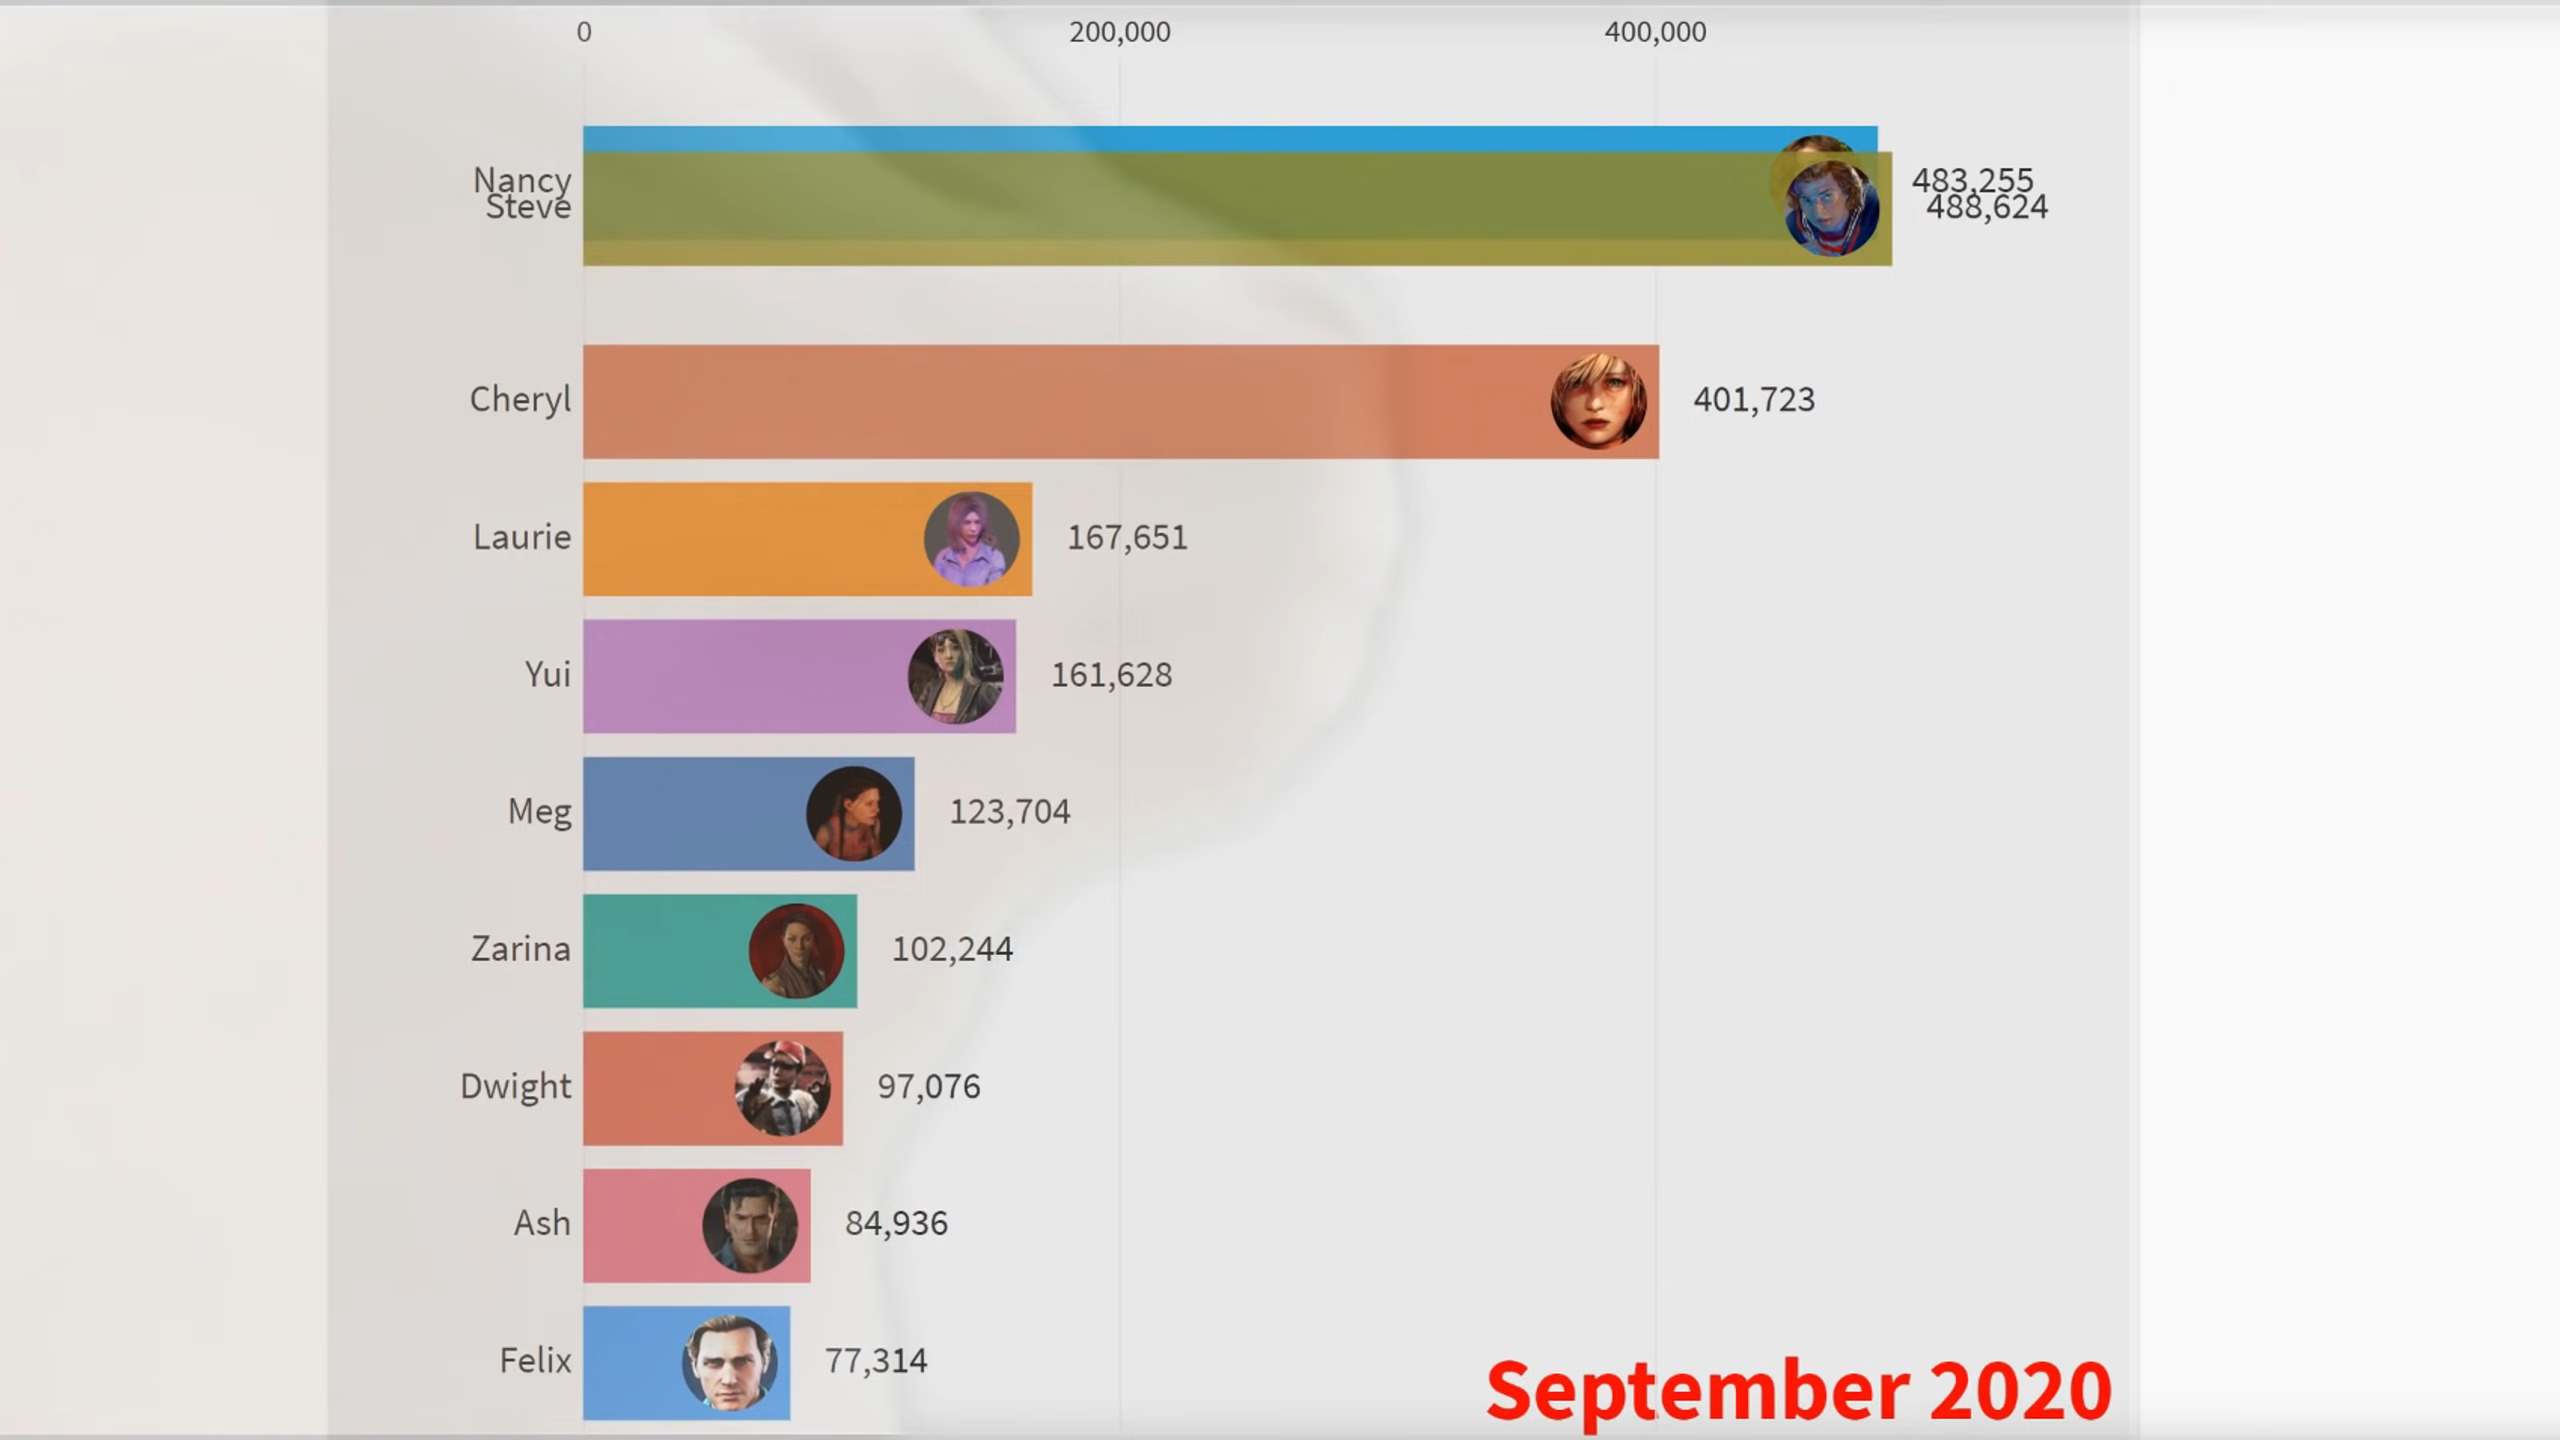 0 200,000 400,000
Nancy 483,255
Steve 488,624
Cheryl 401,723
Laurie 167,651
Yui 161,628
Meg 123,704
Zarina 102,244
Dwight 97,076
Ash 84,936
Felix 77,314
September 2020